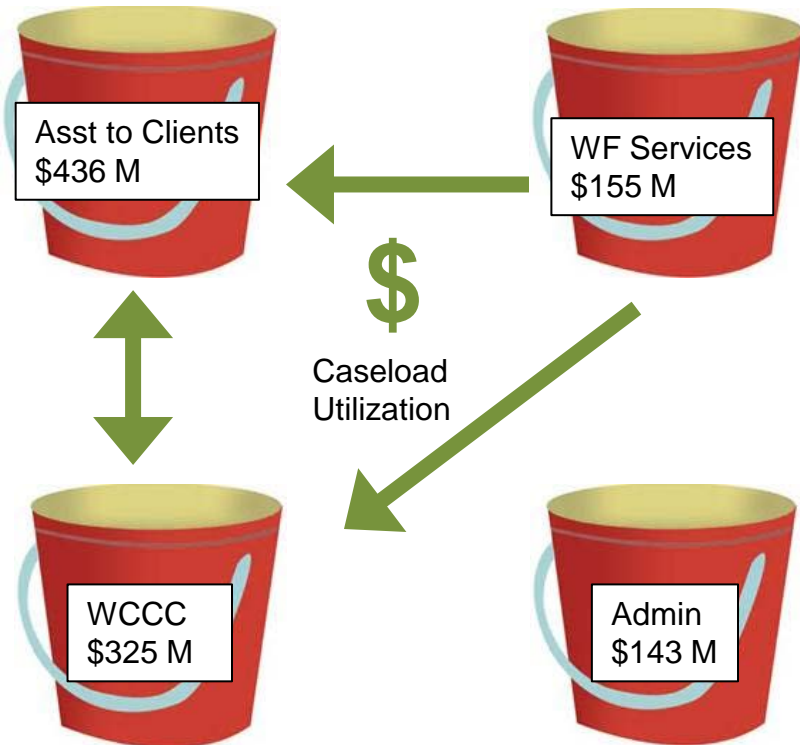 Asst to Clients
$436 M
WF Services
$155 M
$
Caseload
Utilization
WCCC
$325 M
Admin
$143 M